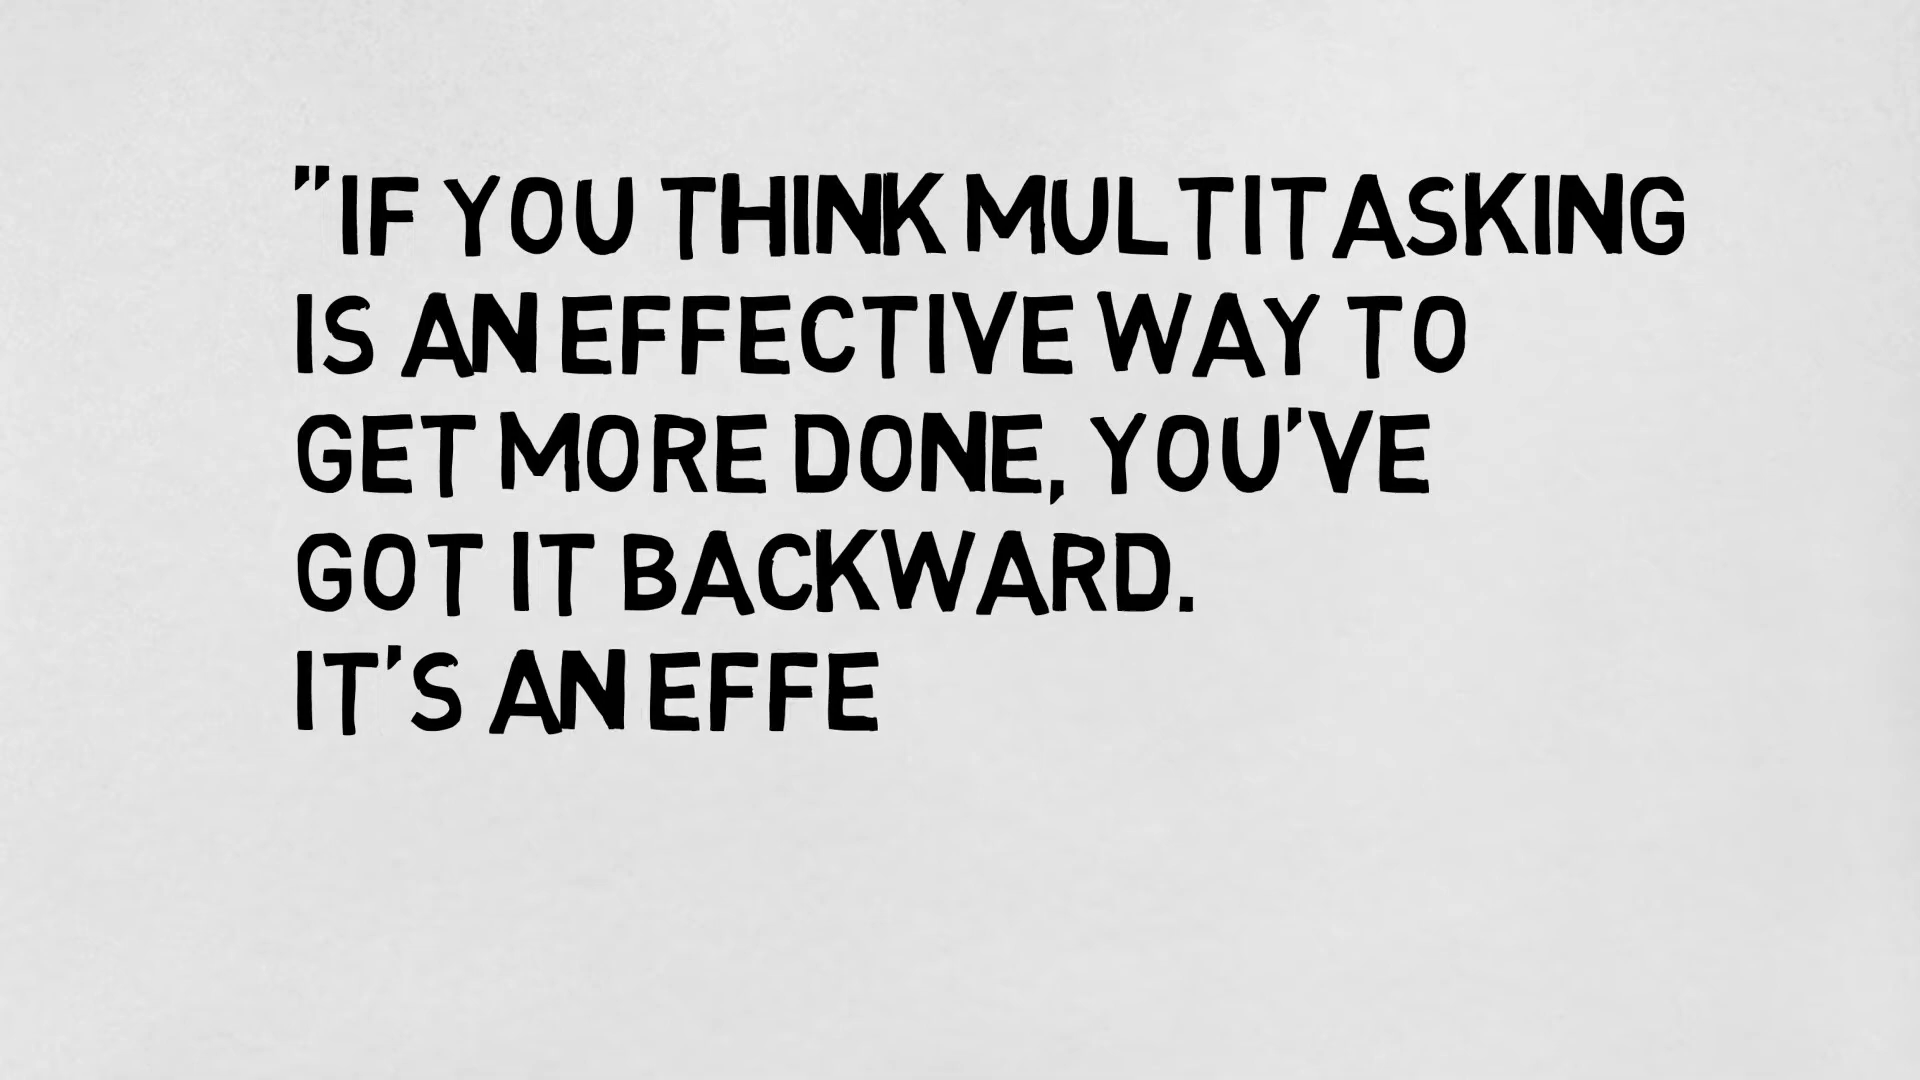 "IF YOU THINK MULTITASKING
IS AN EFFECTIVE WAY TO
GET MORE DONE, YOU'VE
GOT IT BACKWARD.
IT'S AN EFFE